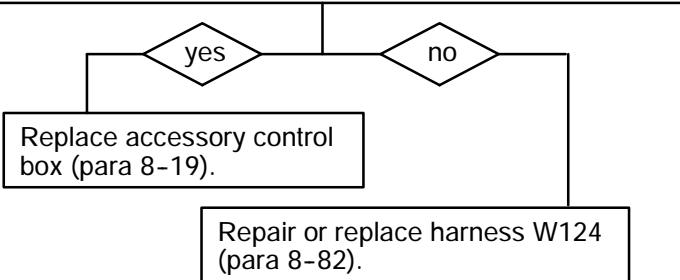 yes
no
Replace accessory control
box (para 8-19).
Repair or replace harness W124
(para 8-82).